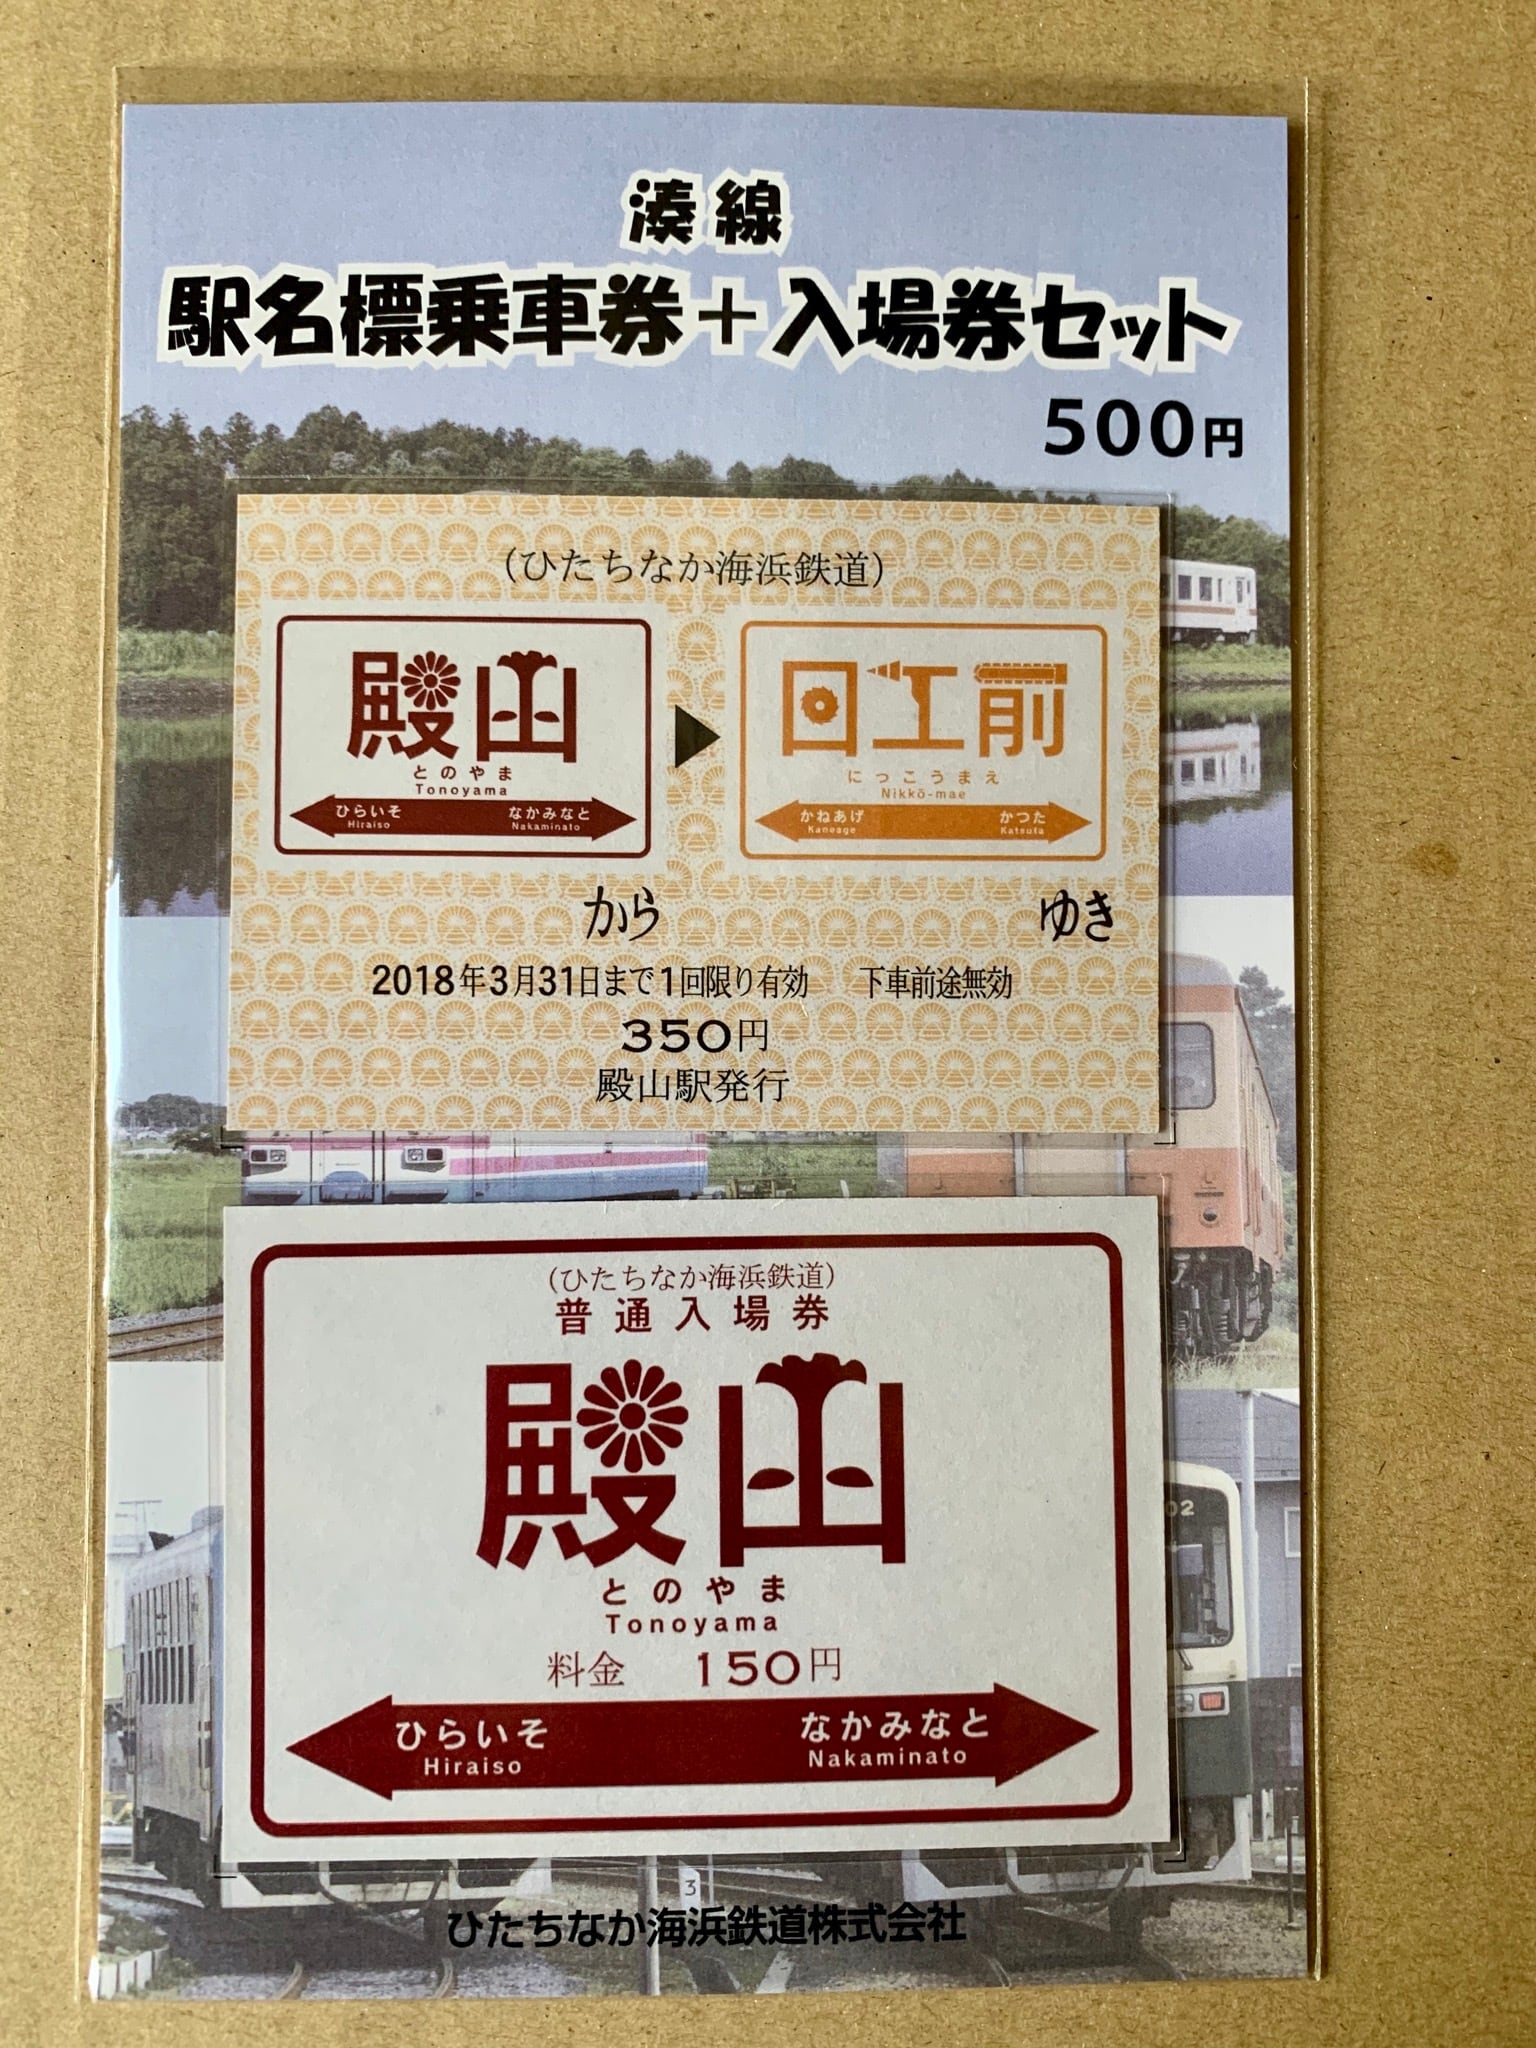 湊線
駅名標乗車券＋入場券セット
500円
（ひたちなか海浜鉄道）
殿山
とのやま
Tonoyama
ひらいそ なかみなと
Hiraiso Nakaminato
▶
日工前
にっこうまえ
Nikkō-mae
かねあげ かつた
Kaneage Katsuta
から ゆき
2018年3月31日まで1回限り有効 下車前途無効
350円
殿山駅発行
（ひたちなか海浜鉄道）
普通入場券
殿山
とのやま
Tonoyama
料金 150円
ひらいそ なかみなと
Hiraiso Nakaminato
02
3
ひたちなか海浜鉄道株式会社